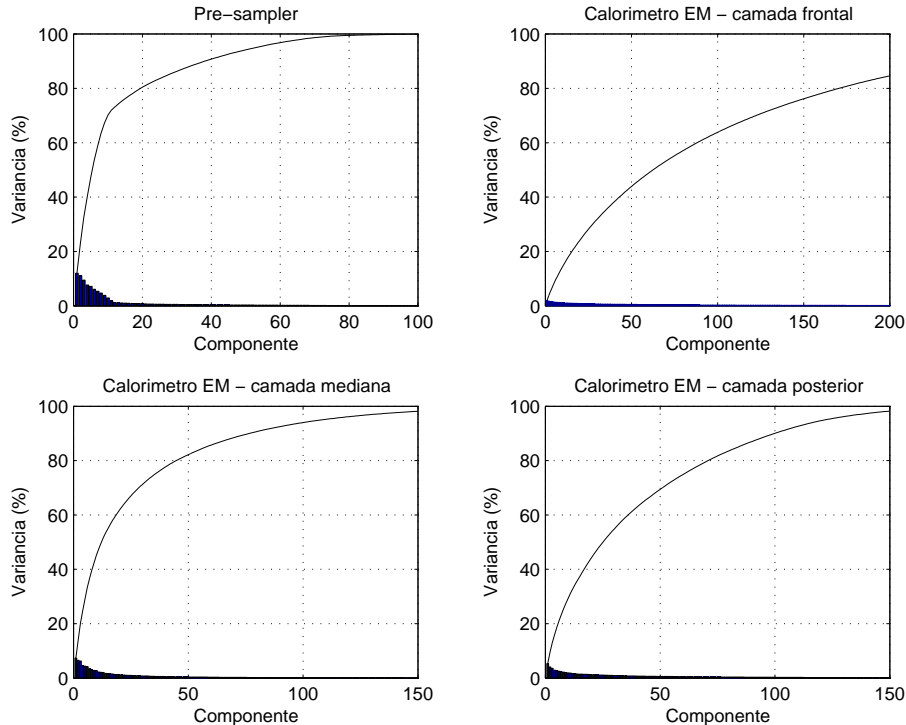 Pre-sampler
Variancia (%)
100
80
60
40
20
0
0 20 40 60 80 100
Componente
Calorimetro EM - camada frontal
Variancia (%)
100
80
60
40
20
0
0 50 100 150 200
Componente
Calorimetro EM - camada mediana
Variancia (%)
100
80
60
40
20
0
0 50 100 150
Componente
Calorimetro EM - camada posterior
Variancia (%)
100
80
60
40
20
0
0 50 100 150
Componente